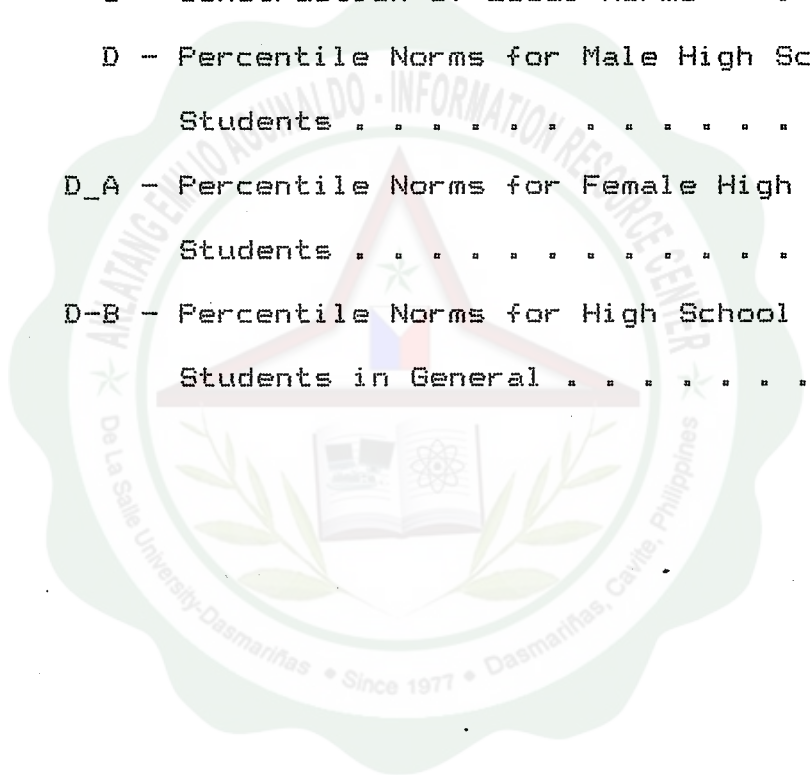 D - Percentile Norms for Male High Sc
Students . . . . . . . . . . . .
D_A - Percentile Norms for Female High
Students . . . . . . . . . . . .
D-B - Percentile Norms for High School
Students in General . . . . . . .
AKLATANG EMILIO AGUINALDO - INFORMATION RESOURCE CENTER
De La Salle University-Dasmariñas • Since 1977 • Dasmariñas, Cavite, Philippines